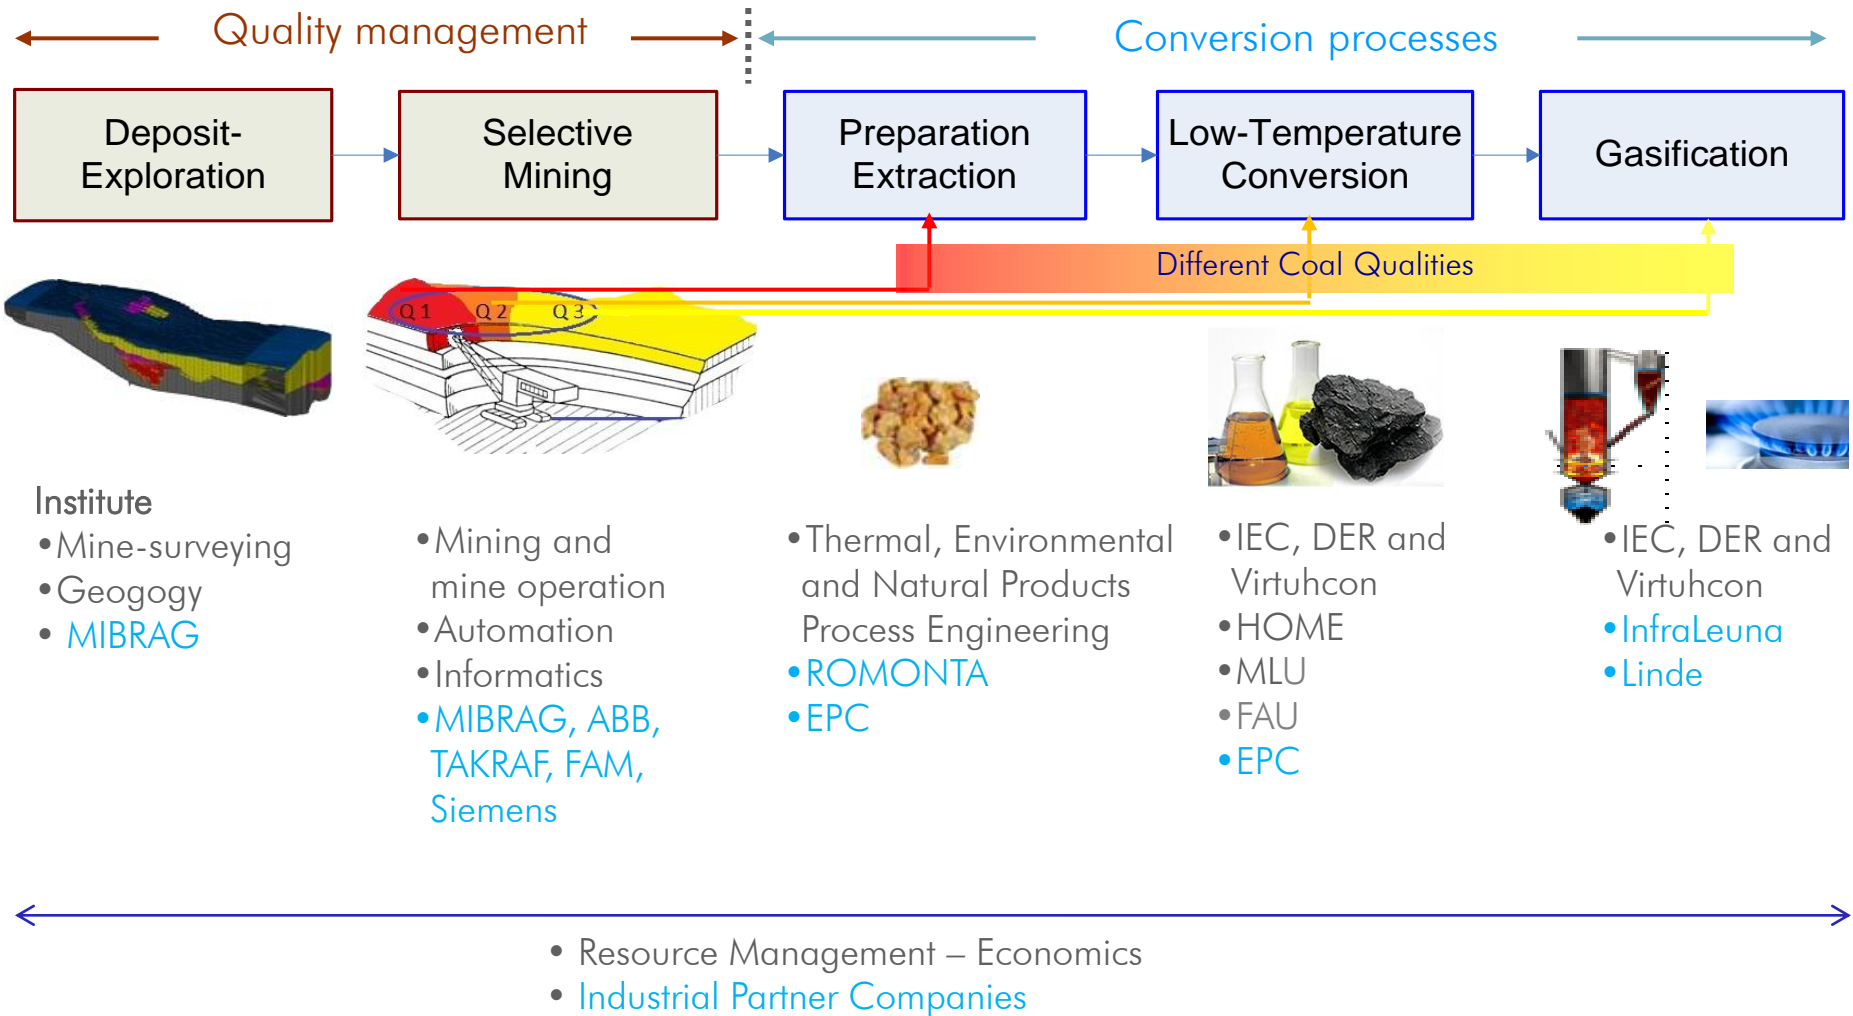 Quality management
Conversion processes
Deposit-
Exploration
Selective
Mining
Preparation
Extraction
Low-Temperature
Conversion
Gasification
Different Coal Qualities
Q 1
Q 2
Q 3
Institute
•Mine-surveying
•Geogogy
• MIBRAG
•Mining and
mine operation
•Automation
•Informatics
•MIBRAG, ABB,
TAKRAF, FAM,
Siemens
•Thermal, Environmental
and Natural Products
Process Engineering
•ROMONTA
•EPC
•IEC, DER and
Virtuhcon
•HOME
•MLU
•FAU
•EPC
•IEC, DER and
Virtuhcon
•InfraLeuna
•Linde
• Resource Management – Economics
• Industrial Partner Companies